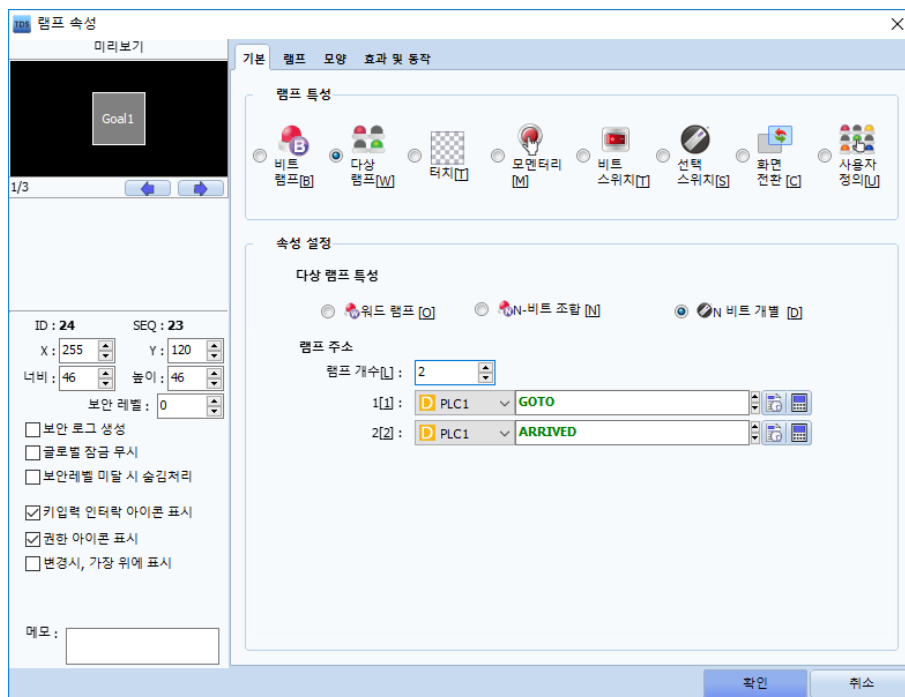 TDS 램프 속성
미리보기
Goal1
1/3
ID : 24 SEQ : 23
X : 255 Y : 120
너비 : 46 높이 : 46
보안 레벨 : 0
보안 로그 생성
글로벌 잠금 무시
보안레벨 미달 시 숨김처리
키입력 인터락 아이콘 표시
권한 아이콘 표시
변경시, 가장 위에 표시
메모 :
기본 램프 모양 효과 및 동작
램프 특성
비트 램프[B]
다상 램프[W]
터치[T]
모멘터리 [M]
비트 스위치[T]
선택 스위치[S]
화면 전환 [C]
사용자 정의[U]
속성 설정
다상 램프 특성
워드 램프 [O] N-비트 조합 [N] N 비트 개별 [D]
램프 주소
램프 개수[L] : 2
1[1] : D PLC1 GOTO
2[2] : D PLC1 ARRIVED
확인 취소